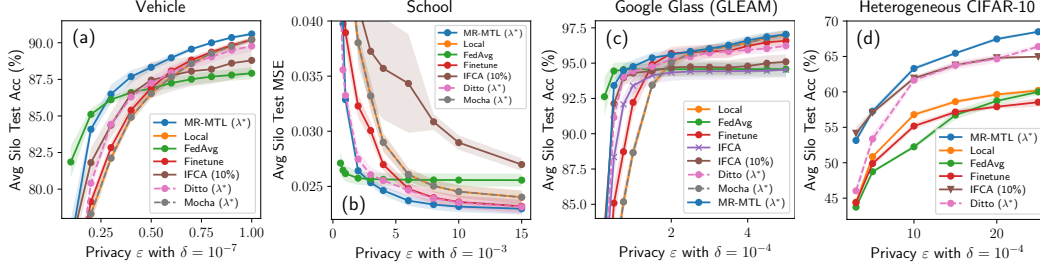 Vehicle
(a)
Avg Silo Test Acc (%)
90.0
87.5
85.0
82.5
80.0
0.25
0.50
0.75
1.00
Privacy ε with δ = 10⁻⁷
MR-MTL (λ*)
Local
FedAvg
Finetune
IFCA (10%)
Ditto (λ*)
Mocha (λ*)
School
(b)
Avg Silo Test MSE
0.040
0.035
0.030
0.025
0
5
10
15
Privacy ε with δ = 10⁻³
MR-MTL (λ*)
Local
FedAvg
Finetune
IFCA (10%)
Ditto (λ*)
Mocha (λ*)
Google Glass (GLEAM)
(c)
Avg Silo Test Acc (%)
97.5
95.0
92.5
90.0
87.5
85.0
2
4
Privacy ε with δ = 10⁻⁴
Local
FedAvg
Finetune
IFCA
IFCA (10%)
Ditto (λ*)
Mocha (λ*)
MR-MTL (λ*)
Heterogeneous CIFAR-10
(d)
Avg Silo Test Acc (%)
70
65
60
55
50
45
10
20
Privacy ε with δ = 10⁻⁴
MR-MTL (λ*)
Local
FedAvg
Finetune
IFCA (10%)
Ditto (λ*)